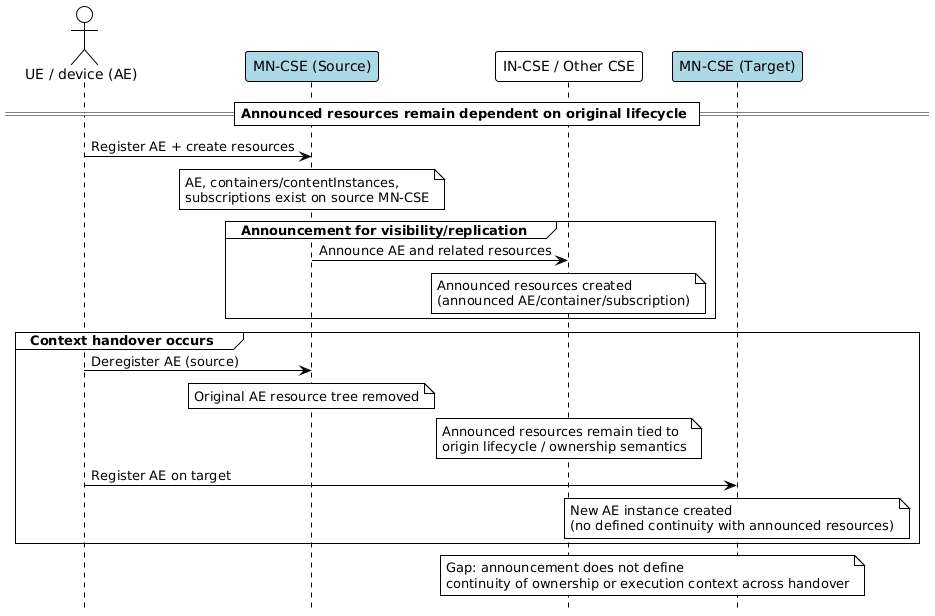 UE / device (AE)
MN-CSE (Source)
IN-CSE / Other CSE
MN-CSE (Target)
Announced resources remain dependent on original lifecycle
Register AE + create resources
AE, containers/contentInstances,
subscriptions exist on source MN-CSE
Announcement for visibility/replication
Announce AE and related resources
Announced resources created
(announced AE/container/subscription)
Context handover occurs
Deregister AE (source)
Original AE resource tree removed
Announced resources remain tied to
origin lifecycle / ownership semantics
Register AE on target
New AE instance created
(no defined continuity with announced resources)
Gap: announcement does not define
continuity of ownership or execution context across handover